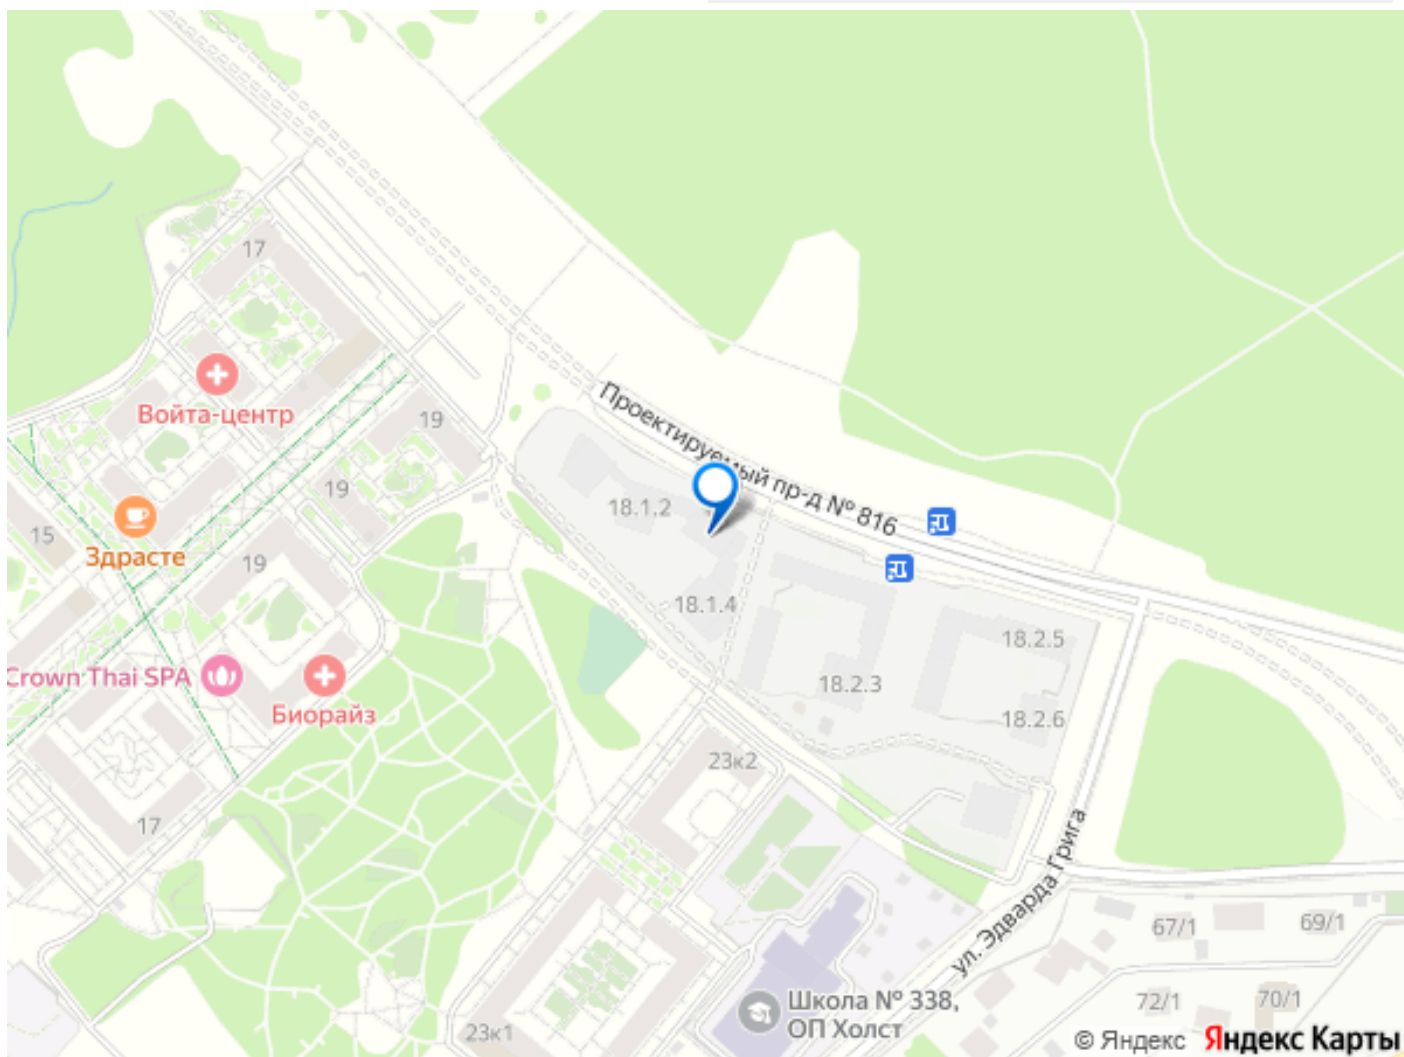 17
Войта-центр
19
19
15
Здрасте
19
Crown Thai SPA
Биорайз
17
Проектируемый пр-д № 816
18.1.2
18.1.4
18.2.5
18.2.3
18.2.6
23к2
ул. Эдварда Грига
67/1
69/1
72/1
70/1
Школа № 338,
ОП Холст
23к1
© Яндекс Яндекс Карты